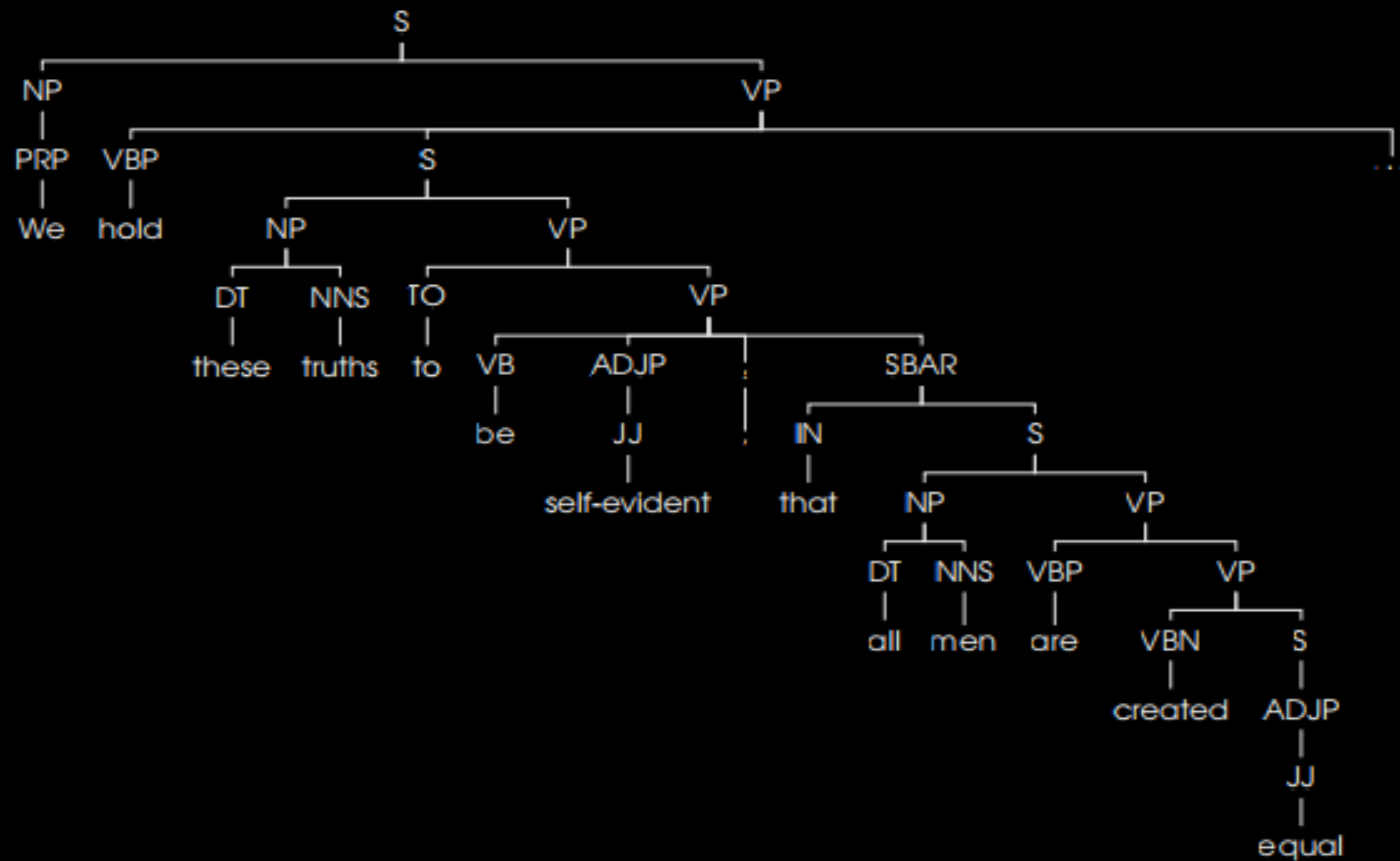 S
NP VP
PRP VBP S ...
We hold NP VP
DT NNS TO VP
these truths to VB ADJP , SBAR
be JJ , IN S
self-evident that NP VP
DT NNS VBP VP
all men are VBN S
created ADJP
JJ
equal